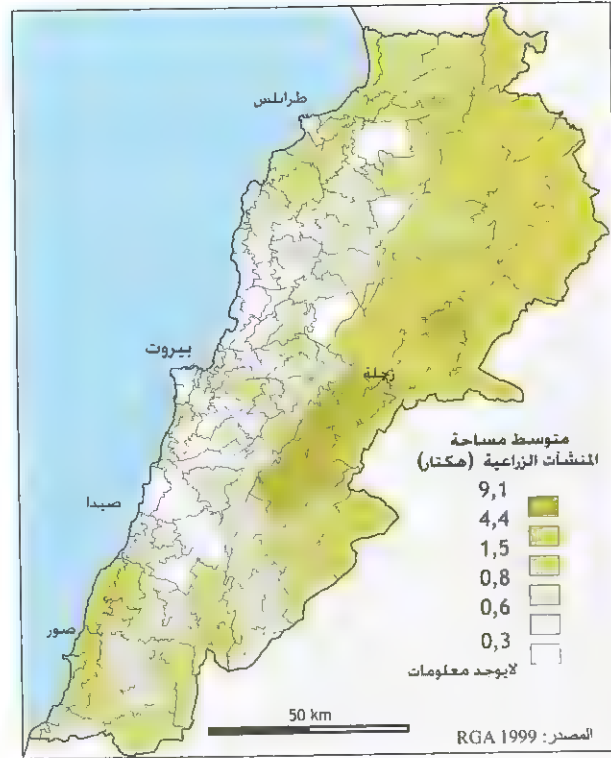 طرابلس
بيروت
زحلة
صيدا
صور
متوسط مساحة
المنشآت الزراعية (هكتار)
9,1
4,4
1,5
0,8
0,6
0,3
لايوجد معلومات
50 km
المصدر: RGA 1999